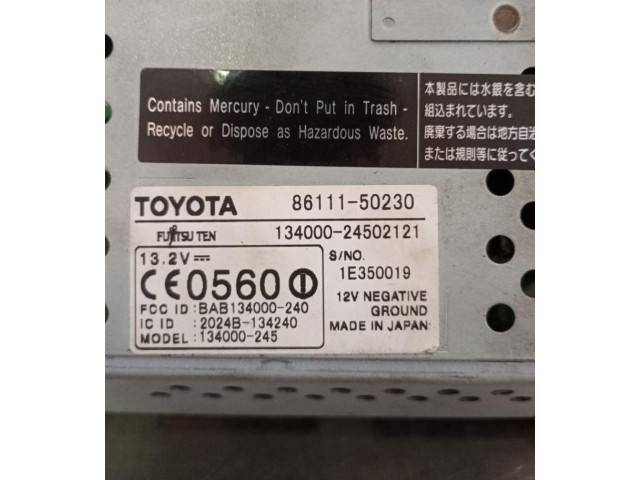 Contains Mercury - Don't Put in Trash -
Recycle or Dispose as Hazardous Waste.
本製品には水銀を含む
組込まれています。
廃棄する場合は地方自治
または規則等に従ってく
TOYOTA 86111-50230
FUJITSU TEN 134000-24502121
13.2V⎓
CE0560
FCC ID :BAB134000-240
IC ID :2024B-134240
MODEL :134000-245
S/NO.
1E350019
12V NEGATIVE
GROUND
MADE IN JAPAN